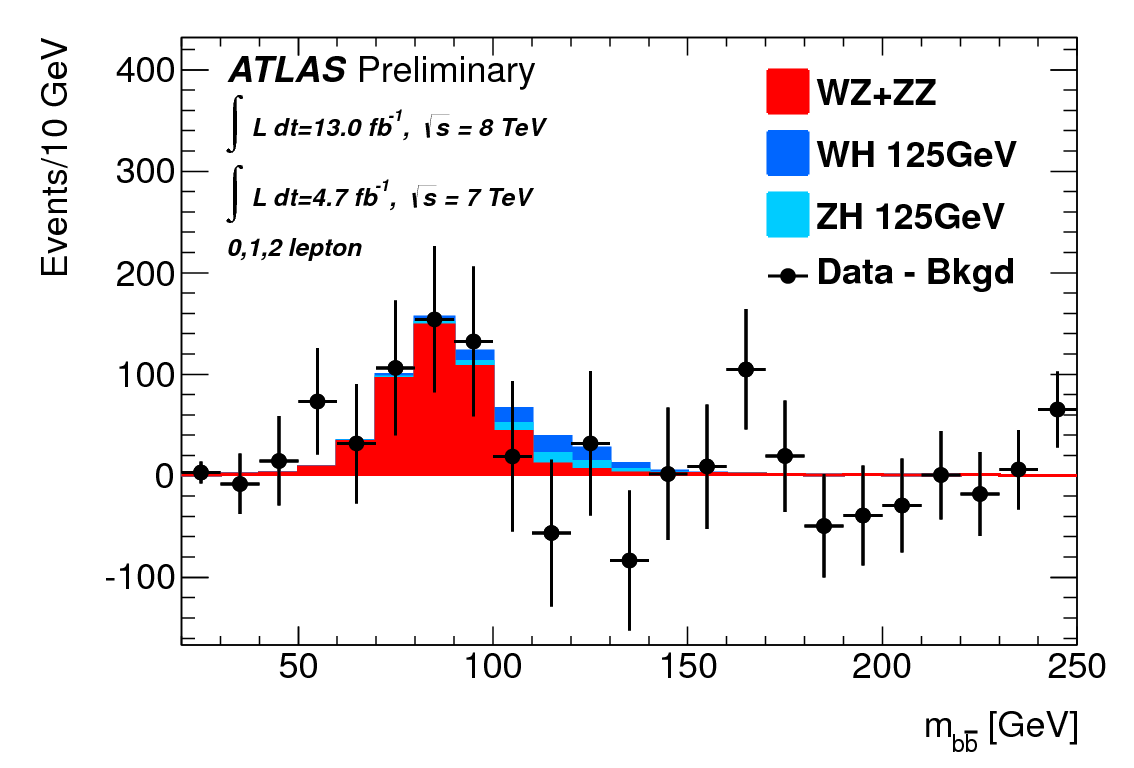 Events/10 GeV
400
300
200
100
0
-100
ATLAS Preliminary
∫ L dt=13.0 fb⁻¹, √s = 8 TeV
∫ L dt=4.7 fb⁻¹, √s = 7 TeV
0,1,2 lepton
WZ+ZZ
WH 125GeV
ZH 125GeV
Data - Bkgd
50 100 150 200 250
m_bb̅ [GeV]